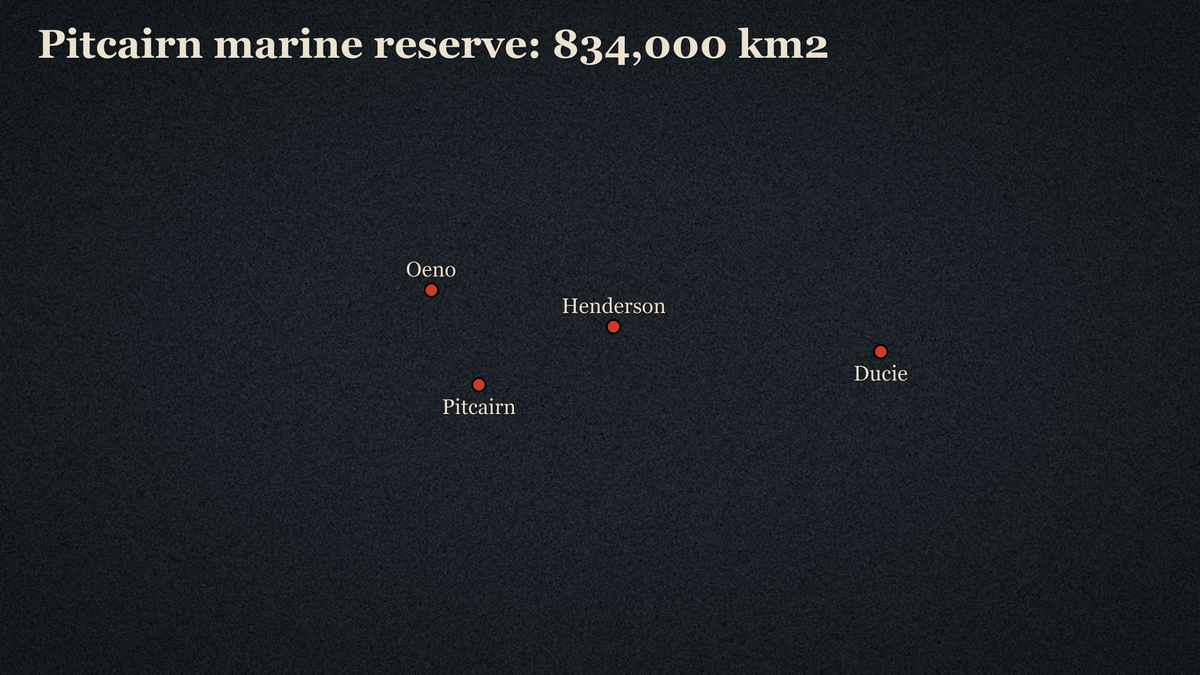 Pitcairn marine reserve: 834,000 km2
Oeno
Henderson
Ducie
Pitcairn